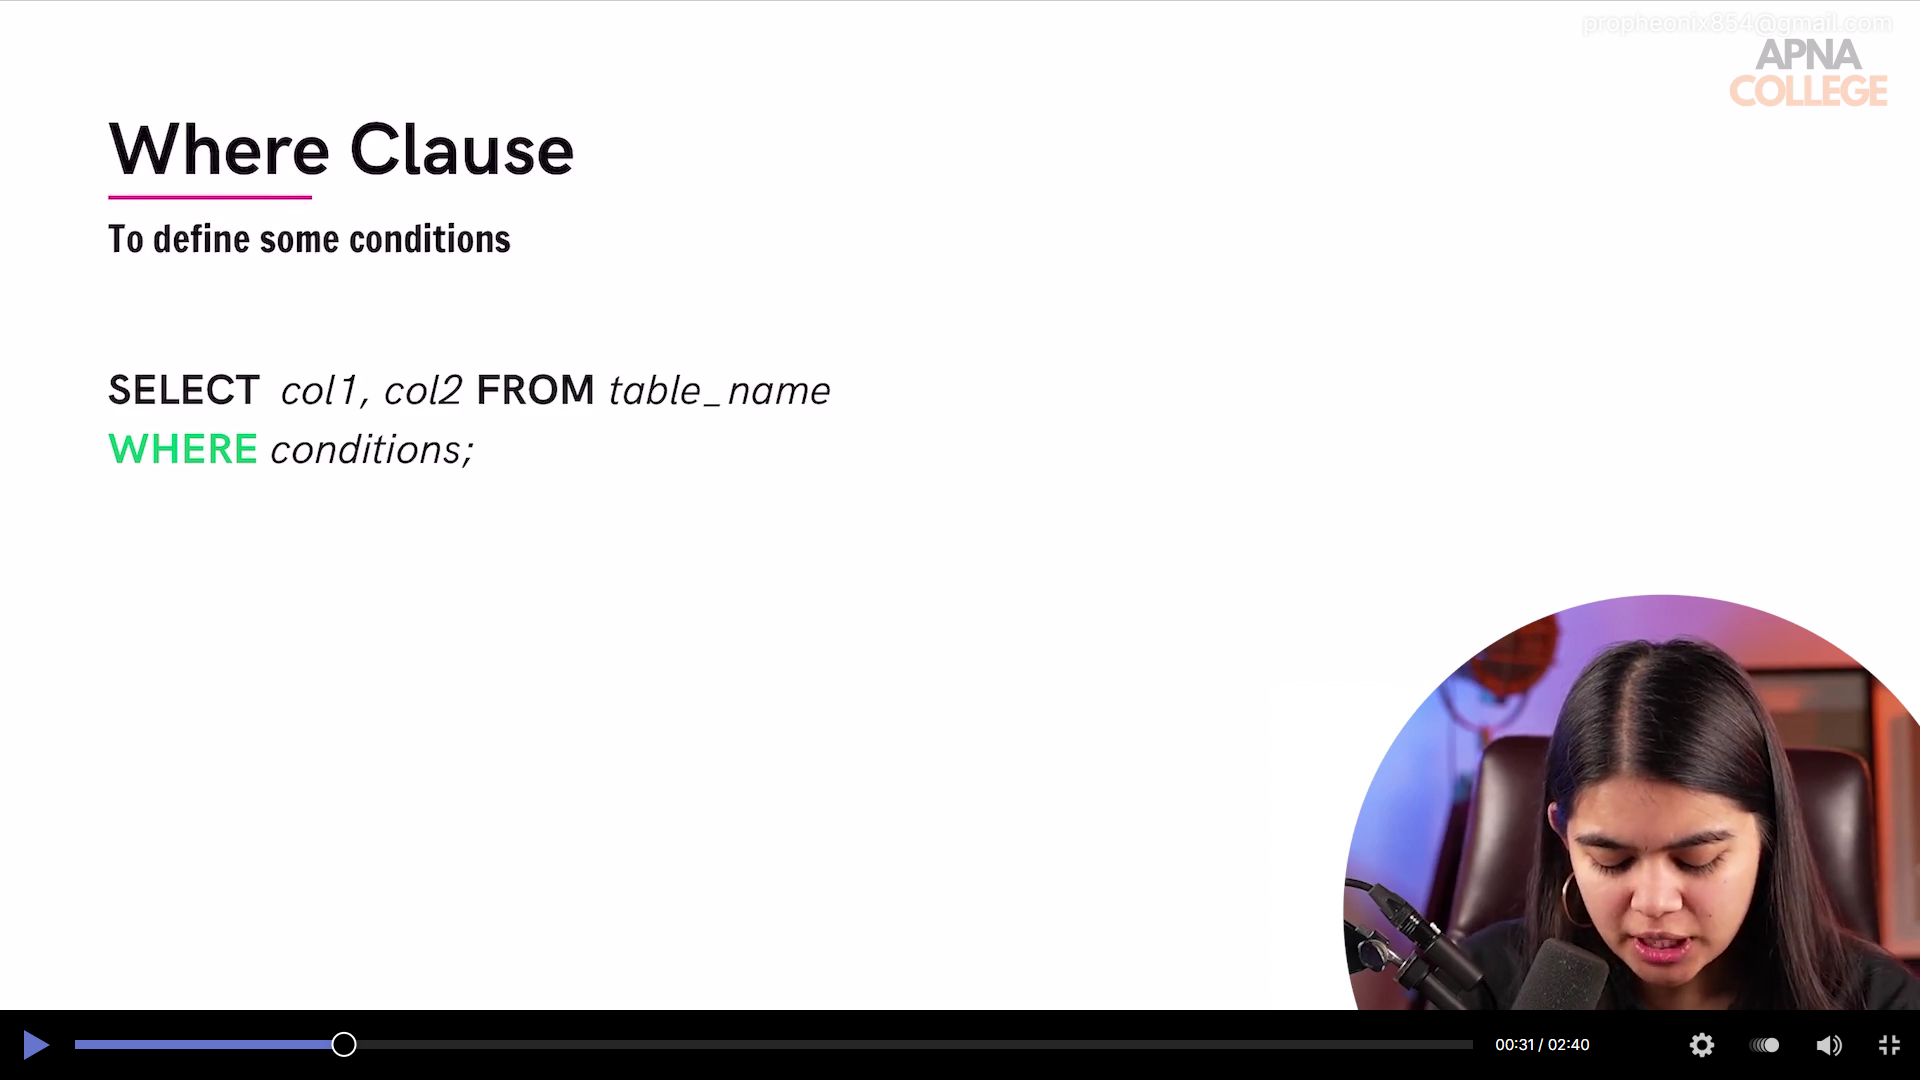 propheonix854@gmail.com
APNA
COLLEGE
Where Clause
To define some conditions
SELECT col1, col2 FROM table_name
WHERE conditions;
00:31 / 02:40